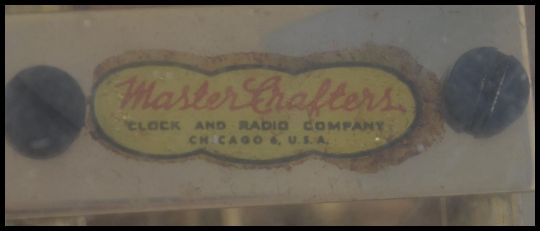 Master Crafters
CLOCK AND RADIO COMPANY
CHICAGO 6, U.S.A.